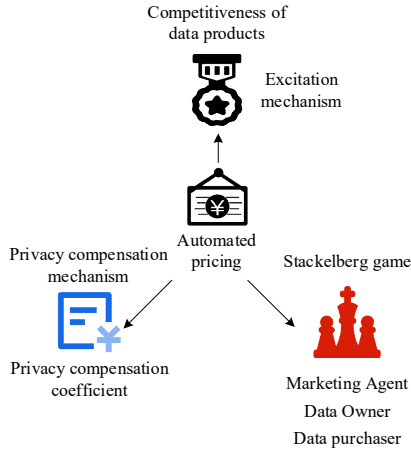 Competitiveness of
data products
Excitation
mechanism
¥
Automated
pricing
Privacy compensation
mechanism
¥
Privacy compensation
coefficient
Stackelberg game
Marketing Agent
Data Owner
Data purchaser